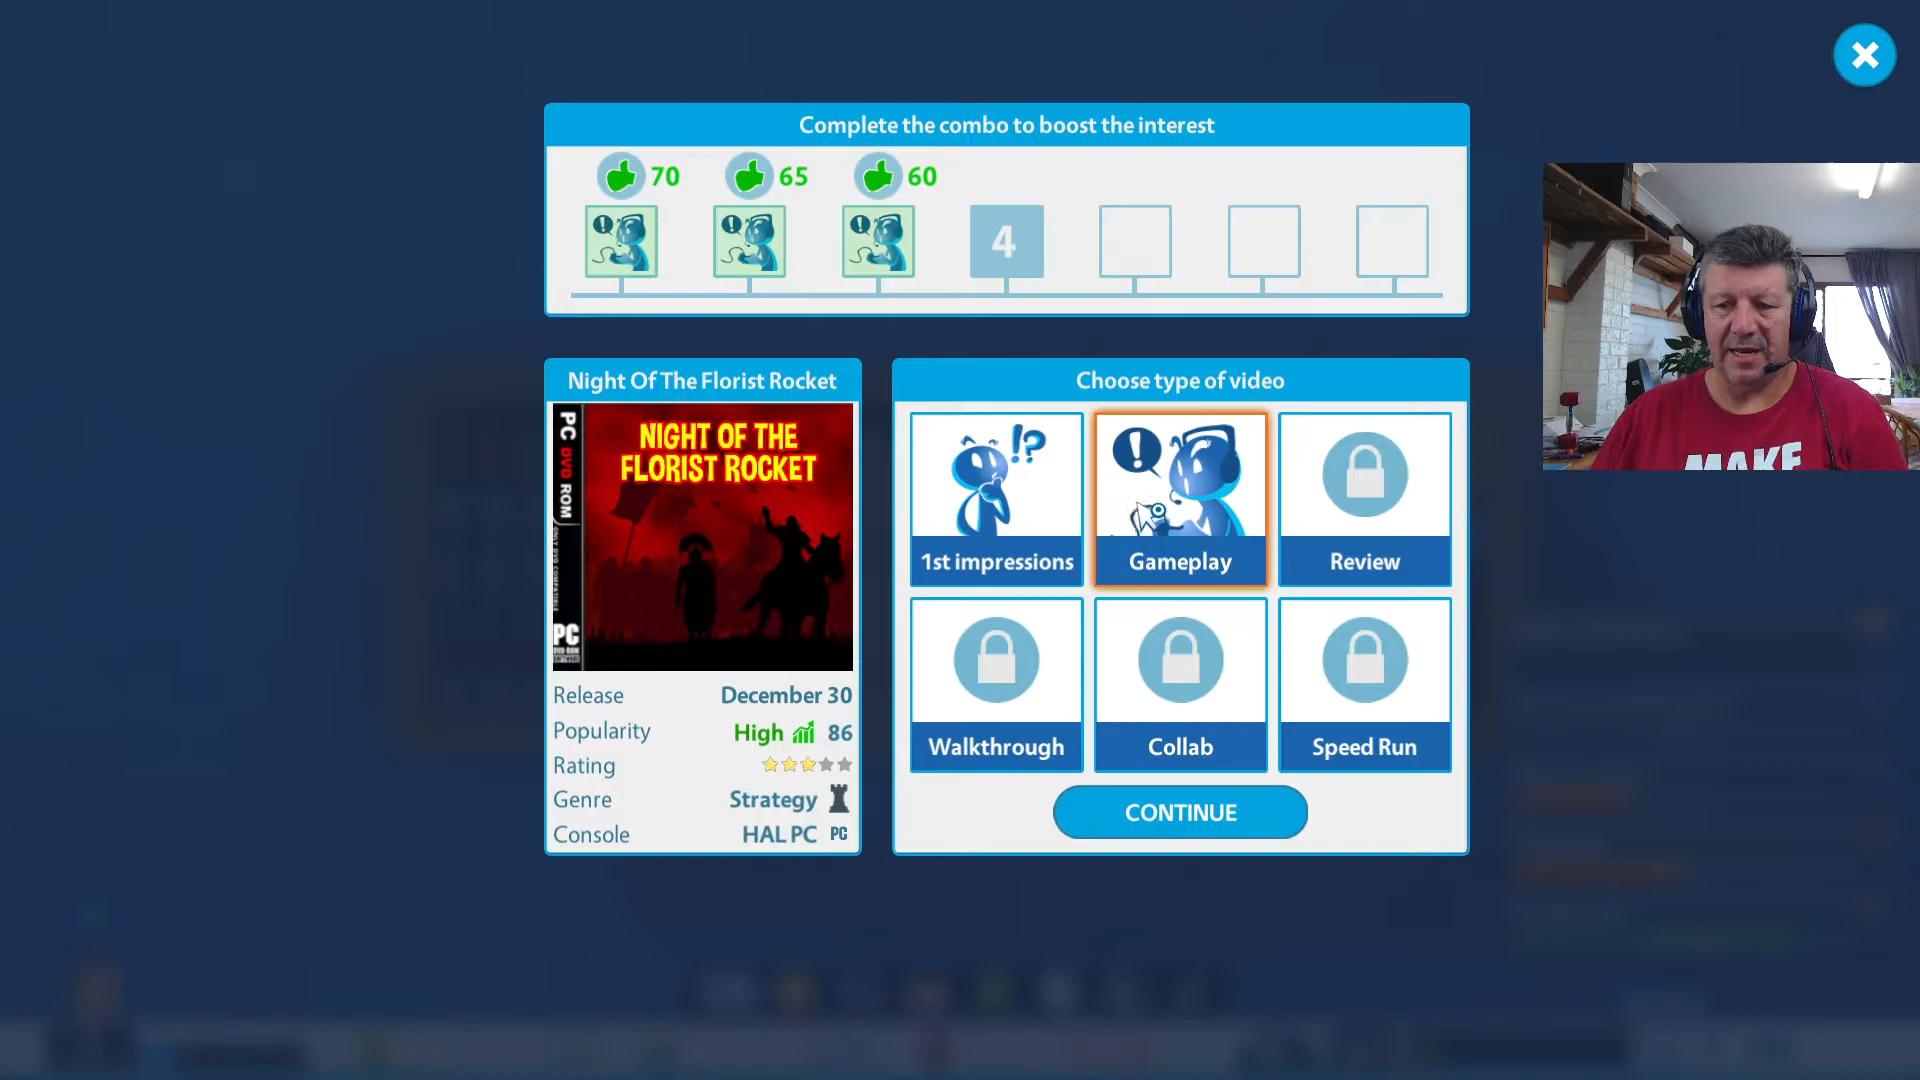 Complete the combo to boost the interest
70 65 60
4
Night Of The Florist Rocket
PC DVD ROM
NIGHT OF THE
FLORIST ROCKET
PC
Release December 30
Popularity High 86
Rating
Genre Strategy
Console HAL PC PC
Choose type of video
!?
!
1st impressions
Gameplay
Review
Walkthrough
Collab
Speed Run
CONTINUE
MAKE